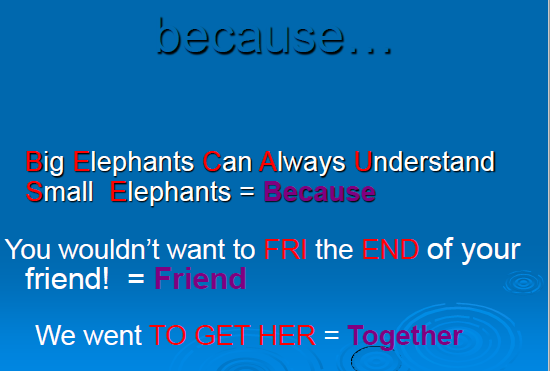 because…
Big Elephants Can Always Understand
Small Elephants = Because
You wouldn't want to FRI the END of your
friend! = Friend
We went TO GET HER = Together